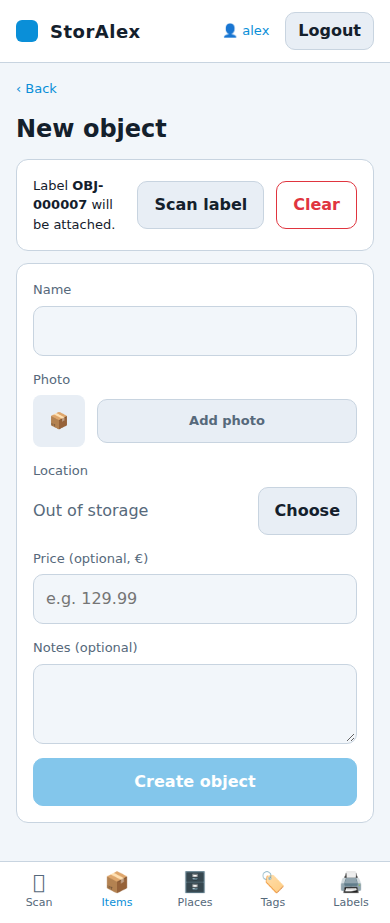 StorAlex
alex
Logout
‹ Back
New object
Label OBJ-
000007 will
be attached.
Scan label
Clear
Name
Photo
Add photo
Location
Out of storage
Choose
Price (optional, €)
e.g. 129.99
Notes (optional)
Create object
Scan
Items
Places
Tags
Labels